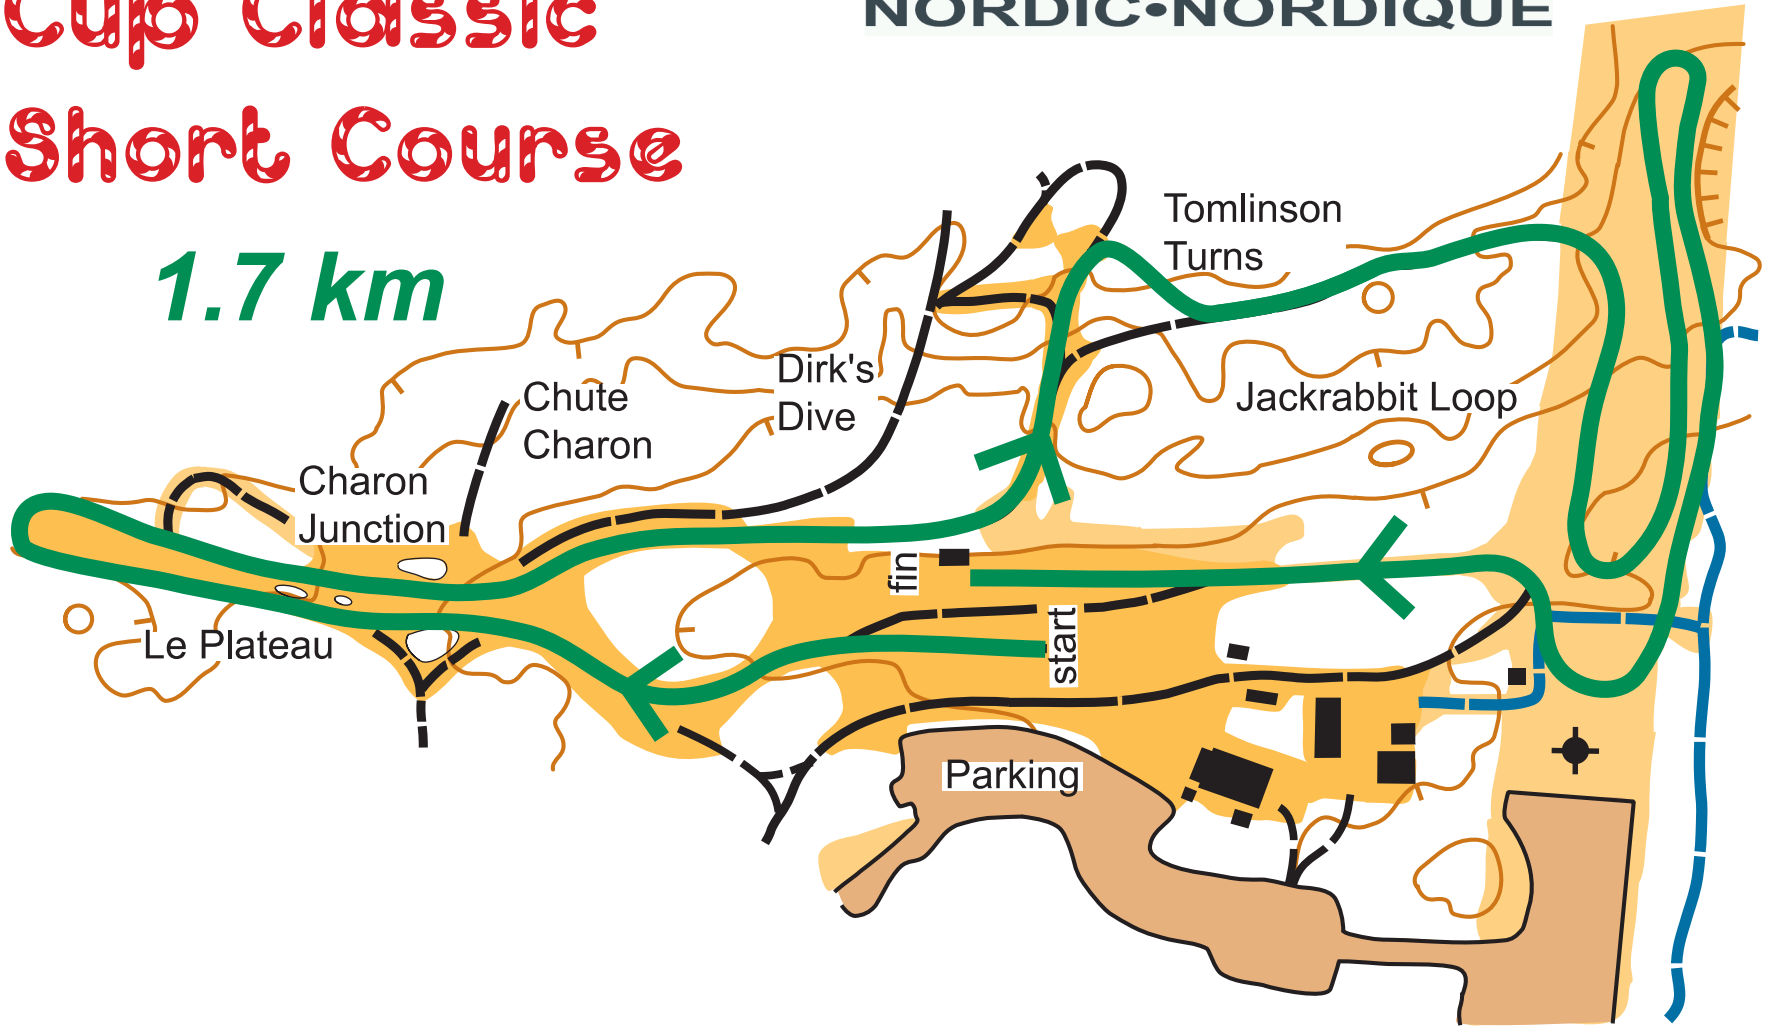 Cup Classic
NORDIC•NORDIQUE
Short Course
1.7 km
Tomlinson
Turns
Dirk's
Dive
Chute
Charon
Jackrabbit Loop
Charon
Junction
fin
start
Le Plateau
Parking